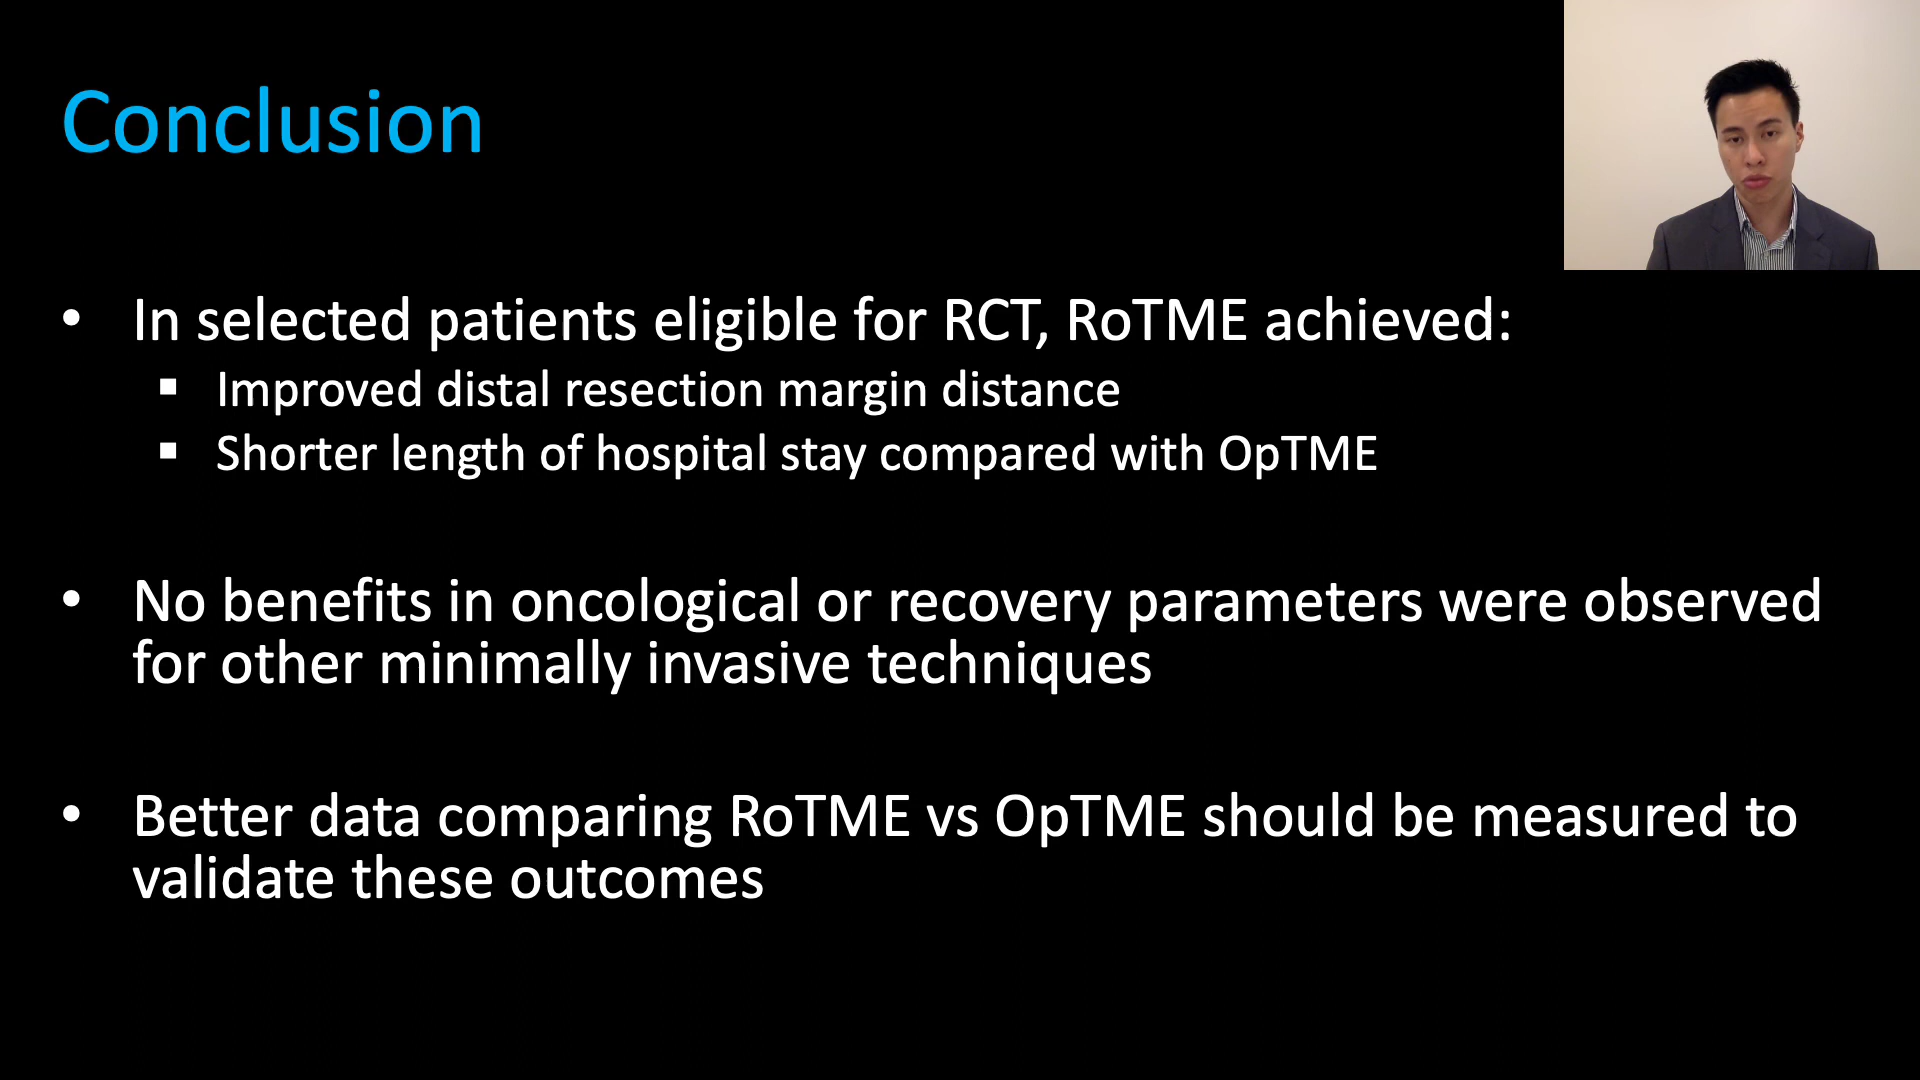 Conclusion
• In selected patients eligible for RCT, RoTME achieved:
▪ Improved distal resection margin distance
▪ Shorter length of hospital stay compared with OpTME
• No benefits in oncological or recovery parameters were observed
for other minimally invasive techniques
• Better data comparing RoTME vs OpTME should be measured to
validate these outcomes